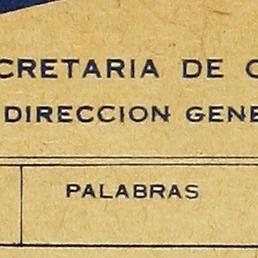 CRETARIA DE C
DIRECCION GENE
PALABRAS